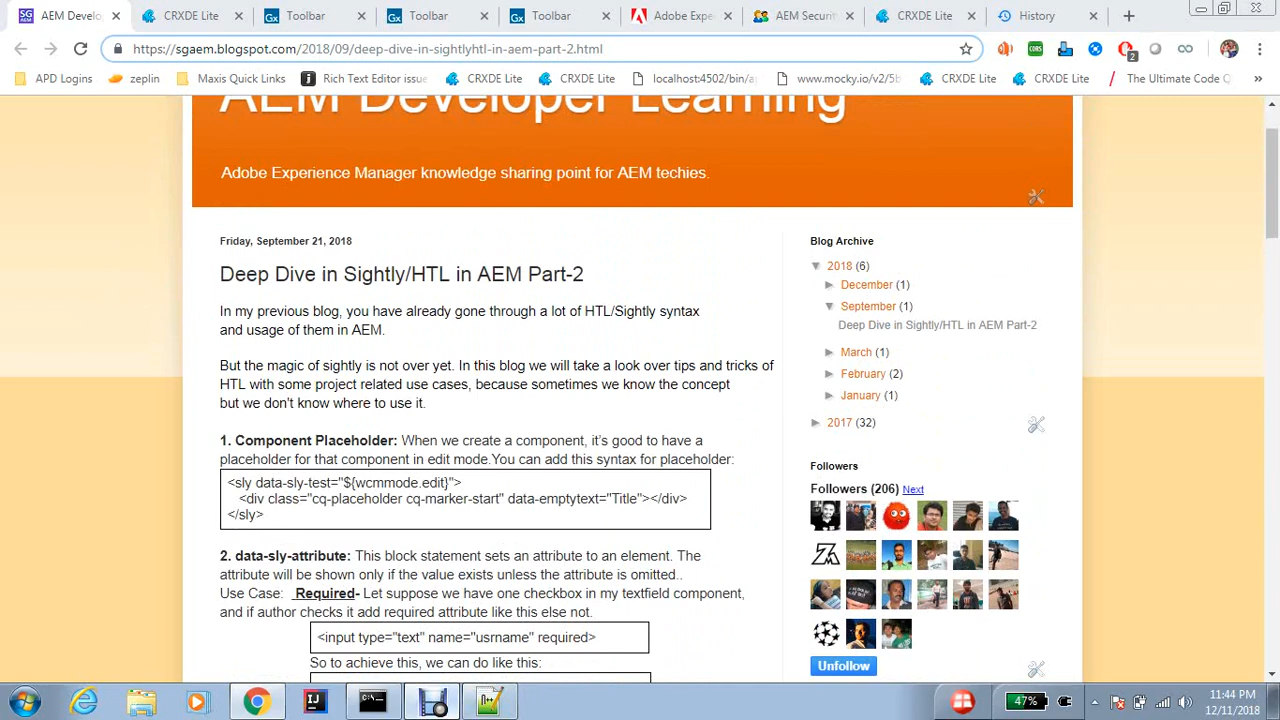 AEM Develo
CRXDE Lite
Toolbar
Toolbar
Toolbar
Adobe Expe
AEM Secur
CRXDE Lite
History
https://sgaem.blogspot.com/2018/09/deep-dive-in-sightlyhtl-in-aem-part-2.html
APD Logins
zeplin
Maxis Quick Links
Rich Text Editor issue
CRXDE Lite
CRXDE Lite
localhost:4502/bin/a
www.mocky.io/v2/5b
CRXDE Lite
CRXDE Lite
The Ultimate Code Q
»
AEM Developer Learning
Adobe Experience Manager knowledge sharing point for AEM techies.
Friday, September 21, 2018
Deep Dive in Sightly/HTL in AEM Part-2
In my previous blog, you have already gone through a lot of HTL/Sightly syntax
and usage of them in AEM.
But the magic of sightly is not over yet. In this blog we will take a look over tips and tricks of
HTL with some project related use cases, because sometimes we know the concept
but we don't know where to use it.
1. Component Placeholder: When we create a component, it's good to have a
placeholder for that component in edit mode.You can add this syntax for placeholder:
<sly data-sly-test="${wcmmode.edit}">
<div class="cq-placeholder cq-marker-start" data-emptytext="Title"></div>
</sly>
2. data-sly-attribute: This block statement sets an attribute to an element. The
attribute will be shown only if the value exists unless the attribute is omitted..
Use Case: Required- Let suppose we have one checkbox in my textfield component,
and if author checks it add required attribute like this else not.
<input type="text" name="usrname" required>
So to achieve this, we can do like this:
Blog Archive
▼ 2018 (6)
► December (1)
▼ September (1)
Deep Dive in Sightly/HTL in AEM Part-2
► March (1)
► February (2)
► January (1)
► 2017 (32)
Followers
Followers (206) Next
Unfollow
47%
11:44 PM
12/11/2018